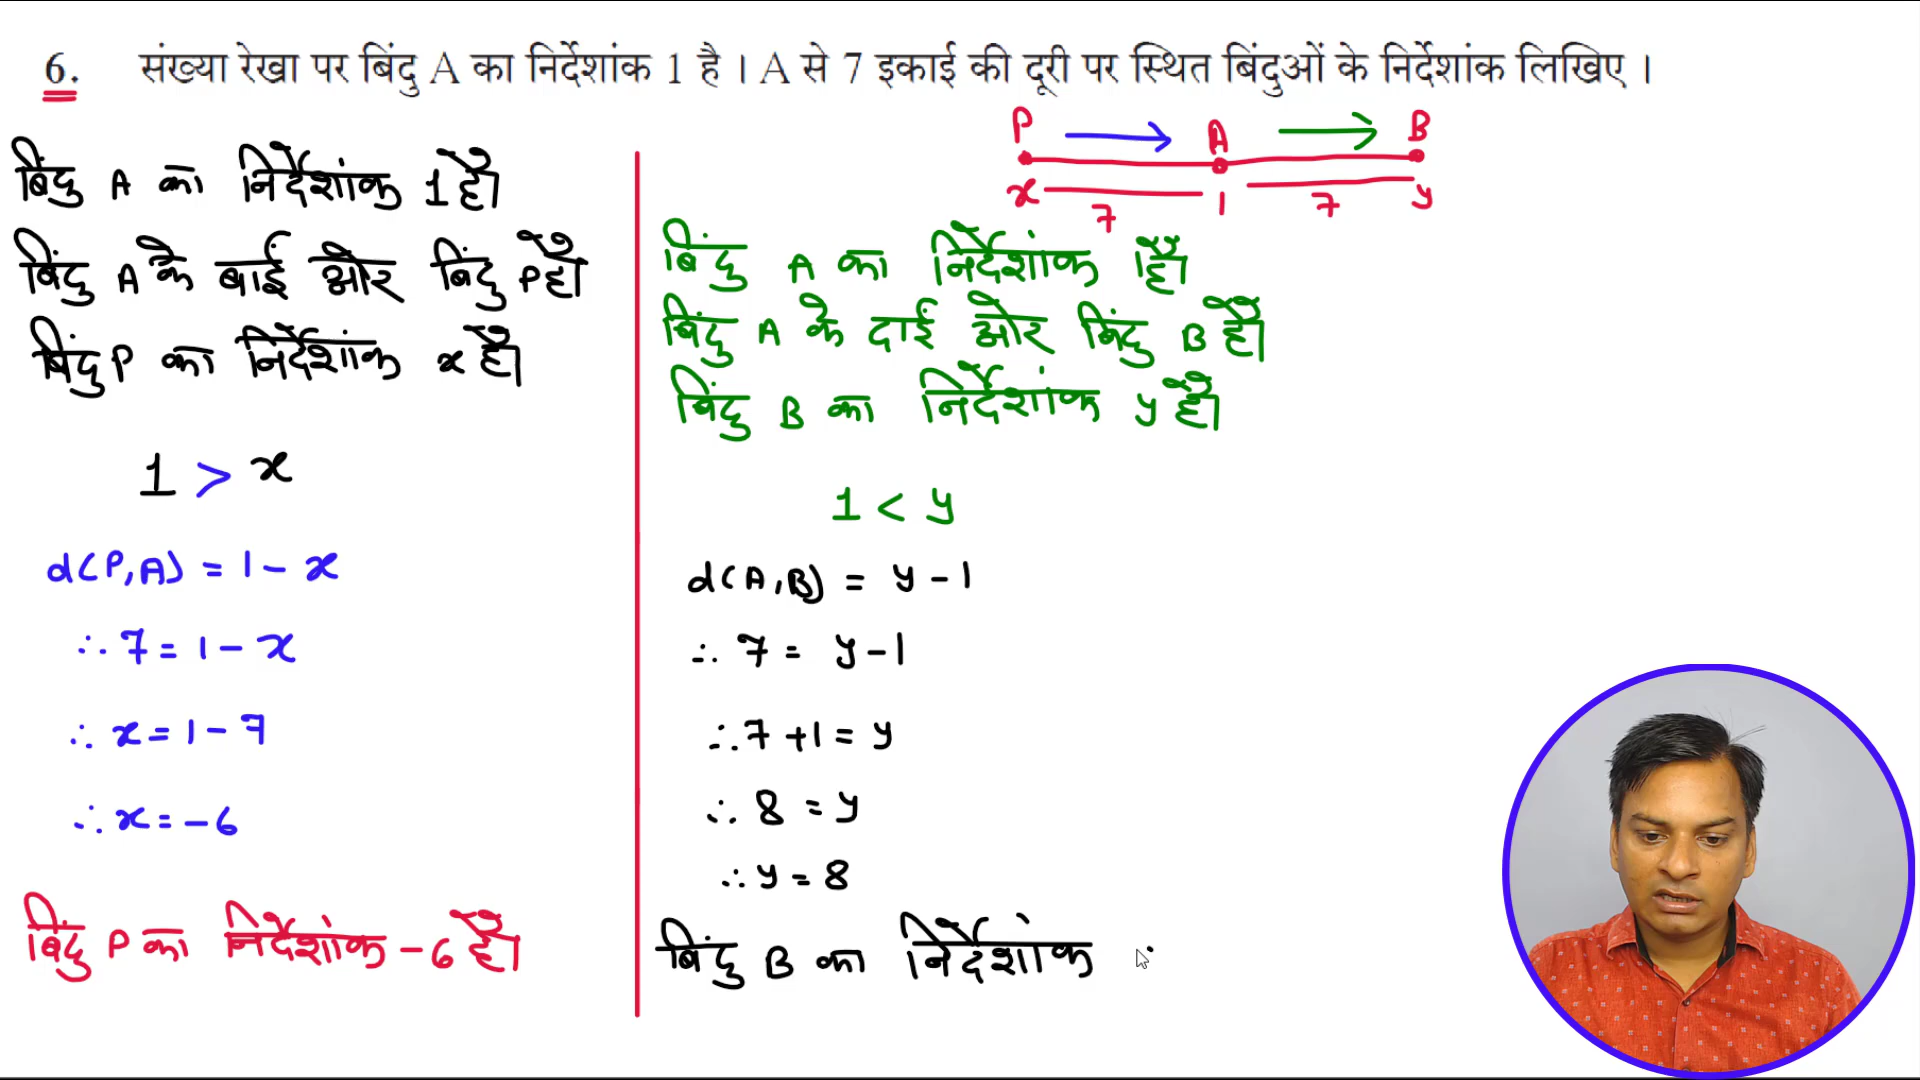 6. संख्या रेखा पर बिंदु A का निर्देशांक 1 है । A से 7 इकाई की दूरी पर स्थित बिंदुओं के निर्देशांक लिखिए ।
P A B
x 7 1 7 y
बिंदु A का निर्देशांक 1 है।
बिंदु A के बाई ओर बिंदु P है।
बिंदु P का निर्देशांक x है।
1 > x
d(P,A) = 1 - x
∴ 7 = 1 - x
∴ x = 1 - 7
∴ x = -6
बिंदु P का निर्देशांक -6 है।
बिंदु A का निर्देशांक 1 है।
बिंदु A के दाई ओर बिंदु B है।
बिंदु B का निर्देशांक y है।
1 < y
d(A,B) = y - 1
∴ 7 = y - 1
∴ 7 + 1 = y
∴ 8 = y
∴ y = 8
बिंदु B का निर्देशांक